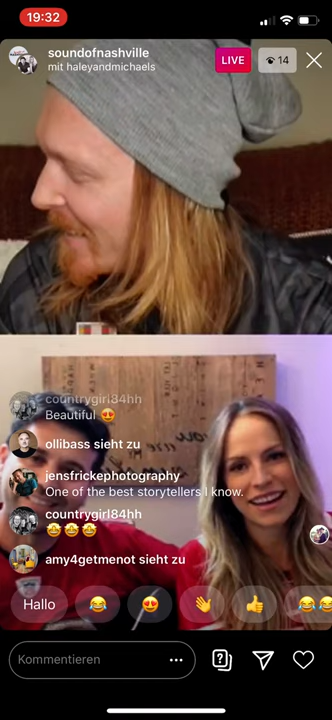 19:32
soundofnashville
mit haleyandmichaels
LIVE
14
countrygirl84hh
Beautiful 😍
ollibass sieht zu
jensfrickephotography
One of the best storytellers I know.
countrygirl84hh
🤩🤩🤩
amy4getmenot sieht zu
Hallo 😂 😍 👋 👍 😂😂
Kommentieren